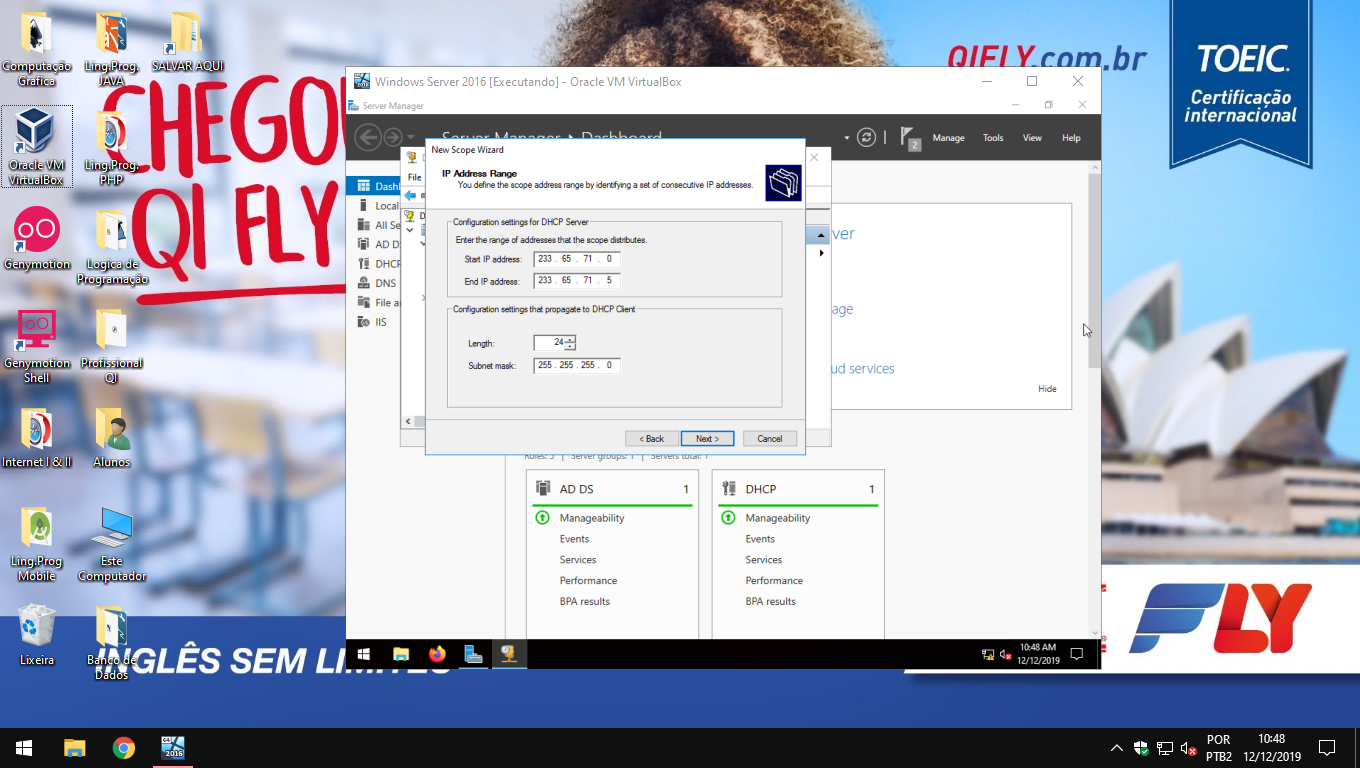 Computação
Gráfica
Ling.Prog.
JAVA
SALVAR AQUI
Oracle VM
VirtualBox
Ling.Prog.
PHP
Genymotion
Logica de
Programação
Genymotion
Shell
Profissional
QI
Internet I & II
Alunos
Ling.Prog
Mobile
Este
Computador
Lixeira
Banco de
Dados
CHEGOU
QI FLY
INGLÊS SEM LIMITES
QIFLY.com.br
TOEIC.
Certificação
internacional
FLY
Windows Server 2016 [Executando] - Oracle VM VirtualBox
Server Manager
Server Manager • Dashboard
2
Manage
Tools
View
Help
Dashl
Local
All Se
AD D
DHCP
DNS
File a
IIS
File
D
New Scope Wizard
IP Address Range
You define the scope address range by identifying a set of consecutive IP addresses.
Configuration settings for DHCP Server
Enter the range of addresses that the scope distributes.
Start IP address: 233 . 65 . 71 . 0
End IP address: 233 . 65 . 71 . 5
Configuration settings that propagate to DHCP Client
Length: 24
Subnet mask: 255 . 255 . 255 . 0
< Back
Next >
Cancel
ver
age
ud services
Hide
Roles: 5 | Server groups: 1 | Servers total: 1
AD DS 1
Manageability
Events
Services
Performance
BPA results
DHCP 1
Manageability
Events
Services
Performance
BPA results
10:48 AM
12/12/2019
2016
POR
PTB2
10:48
12/12/2019